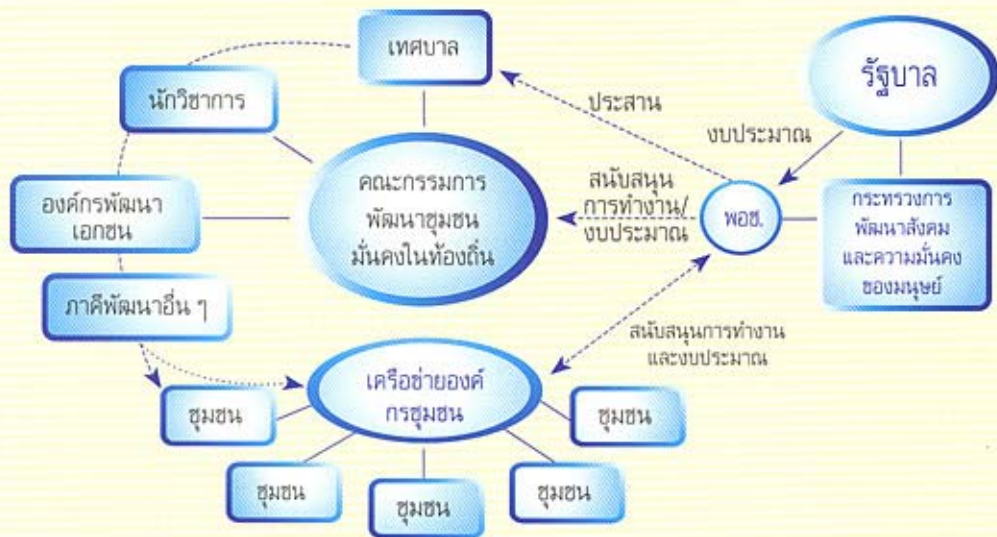 เทศบาล
รัฐบาล
นักวิชาการ
ประสาน
งบประมาณ
องค์กรพัฒนา
เอกชน
คณะกรรมการ
พัฒนาชุมชน
มั่นคงในท้องถิ่น
สนับสนุน
การทำงาน/
งบประมาณ
พอช.
กระทรวงการ
พัฒนาสังคม
และความมั่นคง
ของมนุษย์
ภาคีพัฒนาอื่น ๆ
สนับสนุนการทำงาน
และงบประมาณ
เครือข่ายองค์
กรชุมชน
ชุมชน
ชุมชน
ชุมชน
ชุมชน
ชุมชน